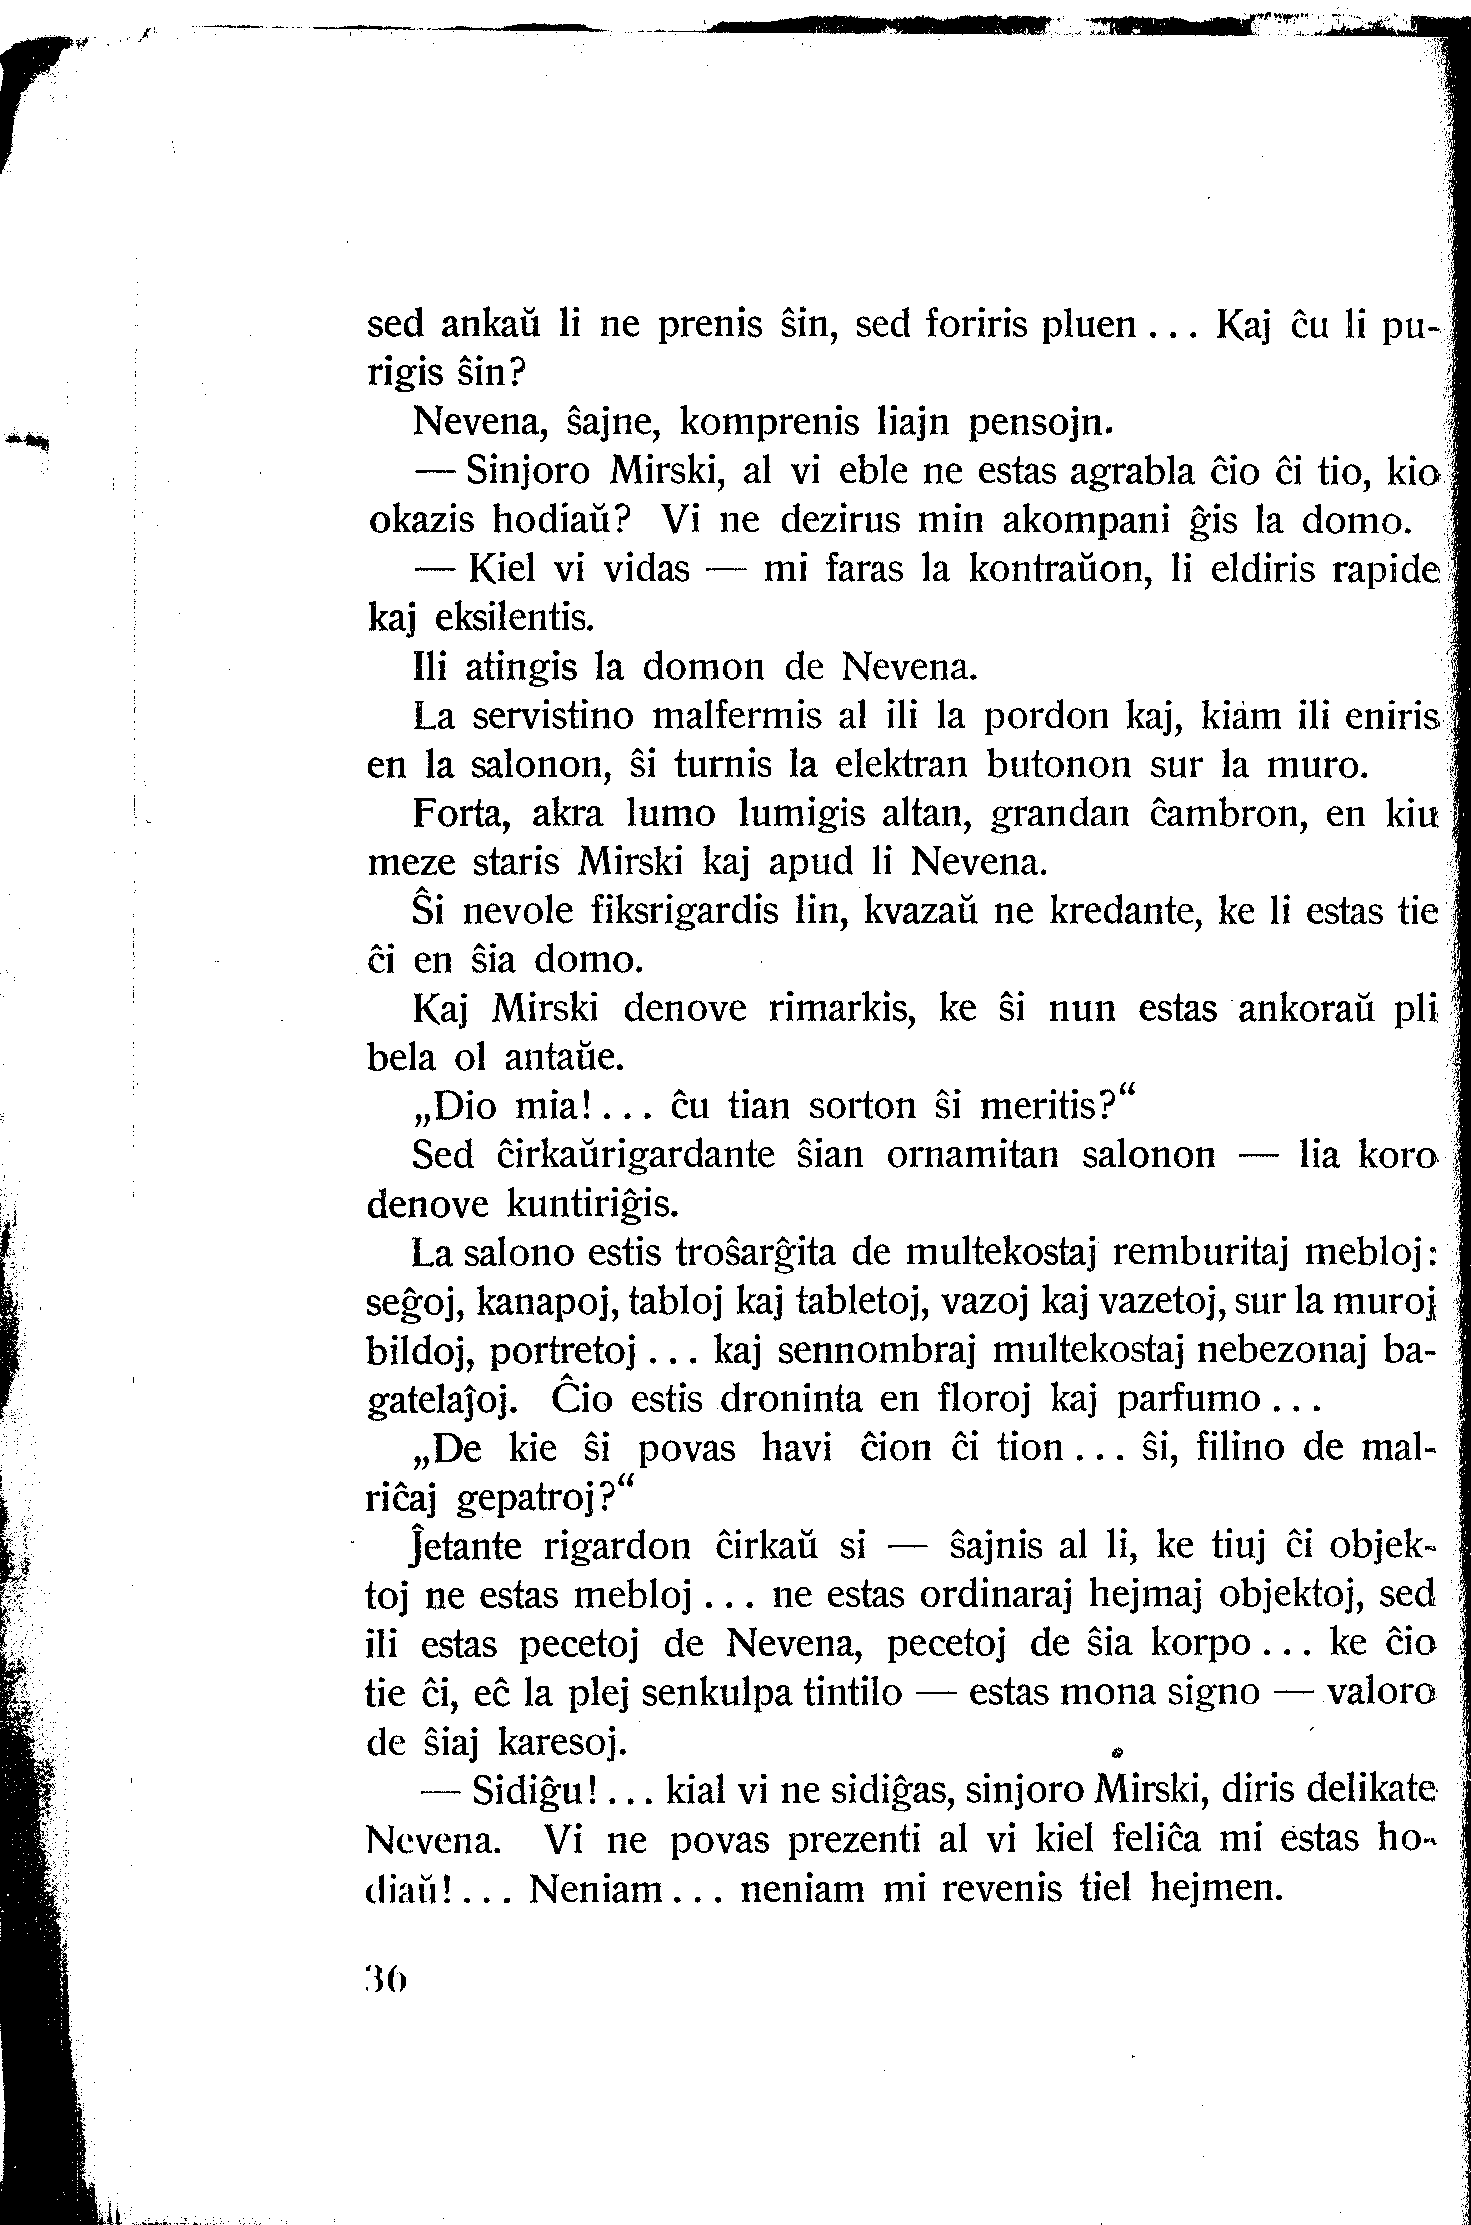 sed ankaŭ li ne prenis ŝin, sed foriris pluen ... Kaj ĉu li pu-
rigis ŝin?
Nevena, ŝajne, komprenis liajn pensojn.
— Sinjoro Mirski, al vi eble ne estas agrabla ĉio ĉi tio, kio
okazis hodiaŭ? Vi ne dezirus min akompani ĝis la domo.
— Kiel vi vidas — mi faras la kontraŭon, li eldiris rapide
kaj eksilentis.
Ili atingis la domon de Nevena.
La servistino malfermis al ili la pordon kaj, kiam ili eniris
en la salonon, ŝi turnis la elektran butonon sur la muro.
Forta, akra lumo lumigis altan, grandan ĉambron, en kiu
meze staris Mirski kaj apud li Nevena.
Ŝi nevole fiksrigardis lin, kvazaŭ ne kredante, ke li estas tie
ĉi en ŝia domo.
Kaj Mirski denove rimarkis, ke ŝi nun estas ankoraŭ pli
bela ol antaŭe.
„Dio mia!... ĉu tian sorton ŝi meritis?“
Sed ĉirkaŭrigardante ŝian ornamitan salonon — lia koro
denove kuntiriĝis.
La salono estis troŝarĝita de multekostaj remburitaj mebloj:
seĝoj, kanapoj, tabloj kaj tabletoj, vazoj kaj vazetoj, sur la muroj
bildoj, portretoj ... kaj sennombraj multekostaj nebezonaj ba-
gatelaĵoj. Ĉio estis droninta en floroj kaj parfumo ...
„De kie ŝi povas havi ĉion ĉi tion ... ŝi, filino de mal-
riĉaj gepatroj?“
Ĵetante rigardon ĉirkaŭ si — ŝajnis al li, ke tiuj ĉi objek-
toj ne estas mebloj ... ne estas ordinaraj hejmaj objektoj, sed
ili estas pecetoj de Nevena, pecetoj de ŝia korpo ... ke ĉio
tie ĉi, eĉ la plej senkulpa tintilo — estas mona signo — valoro
de ŝiaj karesoj.
— Sidiĝu!... kial vi ne sidiĝas, sinjoro Mirski, diris delikate
Nevena. Vi ne povas prezenti al vi kiel feliĉa mi estas ho-
diaŭ!... Neniam ... neniam mi revenis tiel hejmen.
36